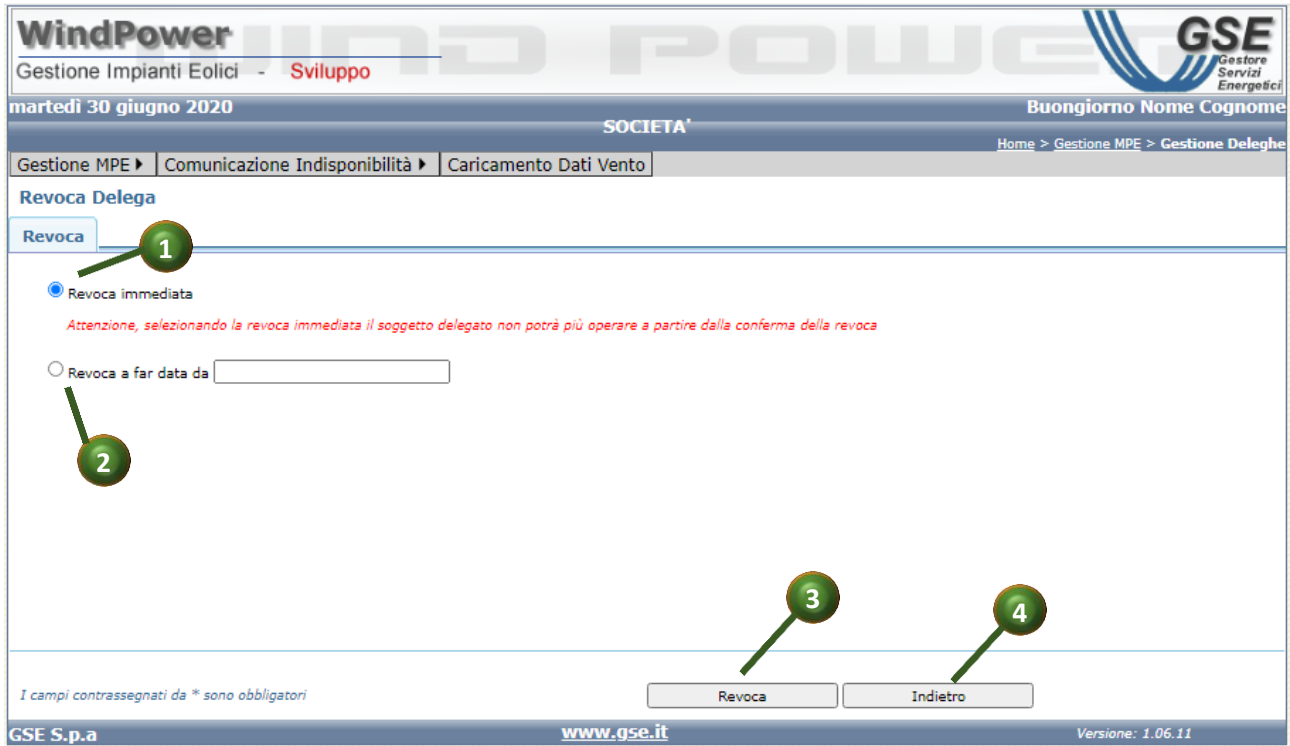 WindPower
WIND POWER
GSE
Gestore
Servizi
Energetici
Gestione Impianti Eolici - Sviluppo
martedì 30 giugno 2020
Buongiorno Nome Cognome
SOCIETA'
Home > Gestione MPE > Gestione Deleghe
Gestione MPE Comunicazione Indisponibilità Caricamento Dati Vento
Revoca Delega
Revoca
1
Revoca immediata
Attenzione, selezionando la revoca immediata il soggetto delegato non potrà più operare a partire dalla conferma della revoca
Revoca a far data da
2
3
4
I campi contrassegnati da * sono obbligatori
Revoca Indietro
GSE S.p.a www.gse.it Versione: 1.06.11